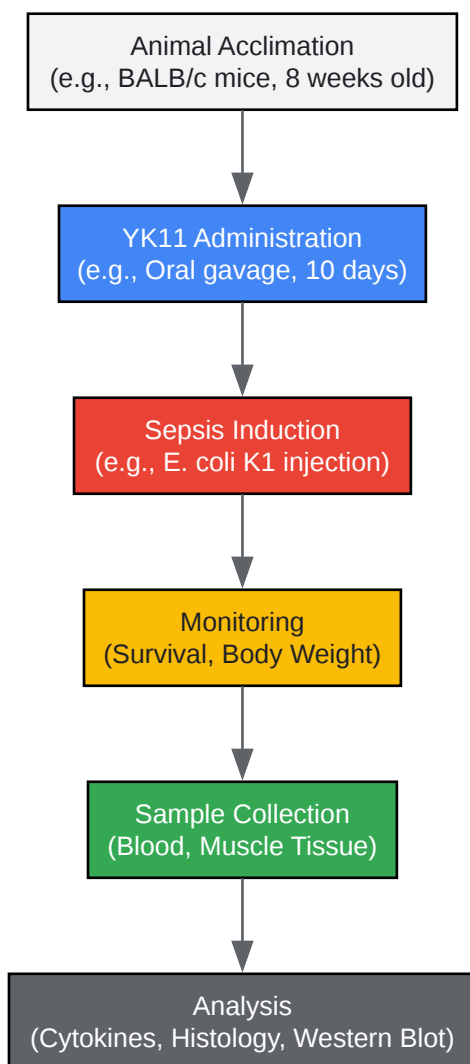 Animal Acclimation
(e.g., BALB/c mice, 8 weeks old)
YK11 Administration
(e.g., Oral gavage, 10 days)
Sepsis Induction
(e.g., E. coli K1 injection)
Monitoring
(Survival, Body Weight)
Sample Collection
(Blood, Muscle Tissue)
Analysis
(Cytokines, Histology, Western Blot)